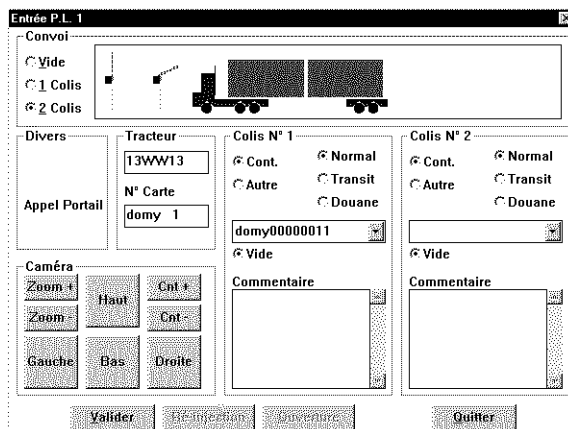 Entrée P.L. 1
Convoi
Vide
1 Colis
2 Colis
Divers
Appel Portail
Tracteur
13WW13
N° Carte
domy 1
Colis N° 1
Cont.
Autre
Normal
Transit
Douane
domy00000011
Vide
Commentaire
Colis N° 2
Cont.
Autre
Normal
Transit
Douane
Vide
Commentaire
Caméra
Zoom +
Haut
Cnt +
Zoom -
Cnt -
Gauche
Bas
Droite
Valider
Réinjection
Ouverture
Quitter